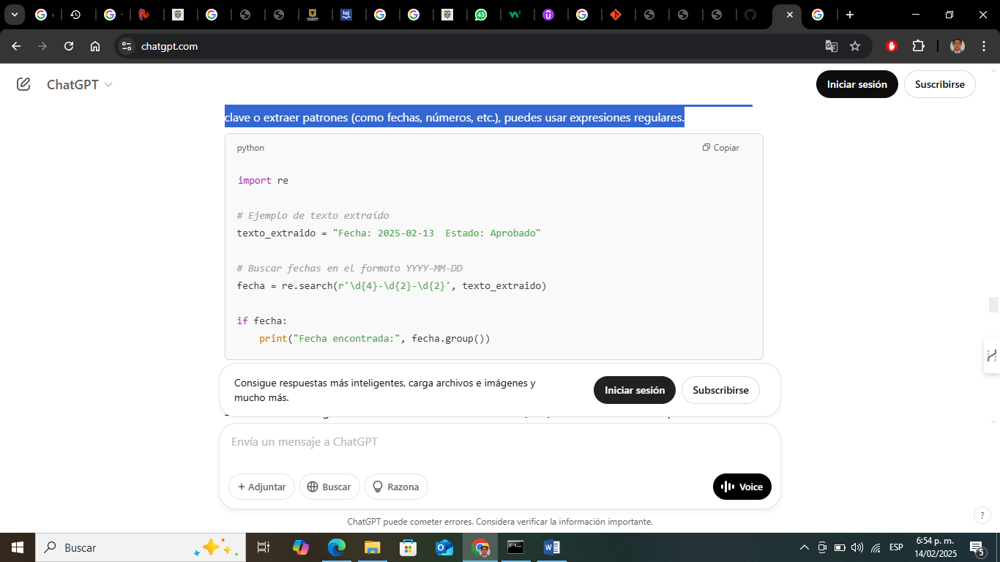 43
chatgpt.com
ChatGPT
Iniciar sesión
Suscribirse
clave o extraer patrones (como fechas, números, etc.), puedes usar expresiones regulares.
python
Copiar
import re
# Ejemplo de texto extraído
texto_extraido = "Fecha: 2025-02-13  Estado: Aprobado"
# Buscar fechas en el formato YYYY-MM-DD
fecha = re.search(r'\d{4}-\d{2}-\d{2}', texto_extraido)
if fecha:
    print("Fecha encontrada:", fecha.group())
Consigue respuestas más inteligentes, carga archivos e imágenes y
mucho más.
Iniciar sesión
Subscribirse
Envía un mensaje a ChatGPT
Adjuntar
Buscar
Razona
Voice
ChatGPT puede cometer errores. Considera verificar la información importante.
?
Buscar
ESP
6:54 p. m.
14/02/2025
5